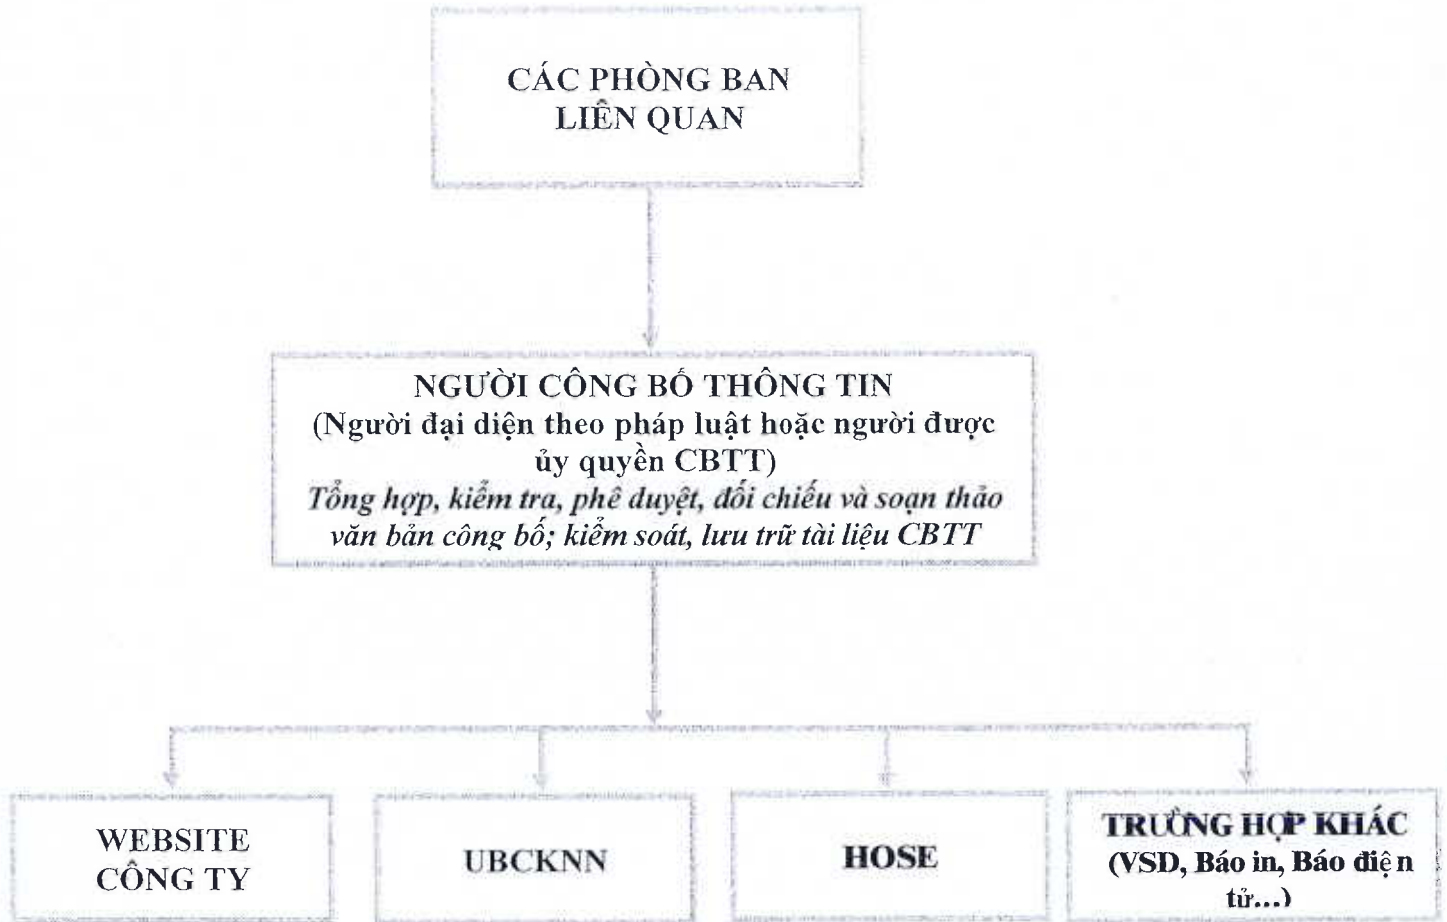 CÁC PHÒNG BAN
LIÊN QUAN
NGƯỜI CÔNG BỐ THÔNG TIN
(Người đại diện theo pháp luật hoặc người được
ủy quyền CBTT)
Tổng hợp, kiểm tra, phê duyệt, đối chiếu và soạn thảo
văn bản công bố; kiểm soát, lưu trữ tài liệu CBTT
WEBSITE
CÔNG TY
UBCKNN
HOSE
TRƯỜNG HỢP KHÁC
(VSD, Báo in, Báo điện
tử...)